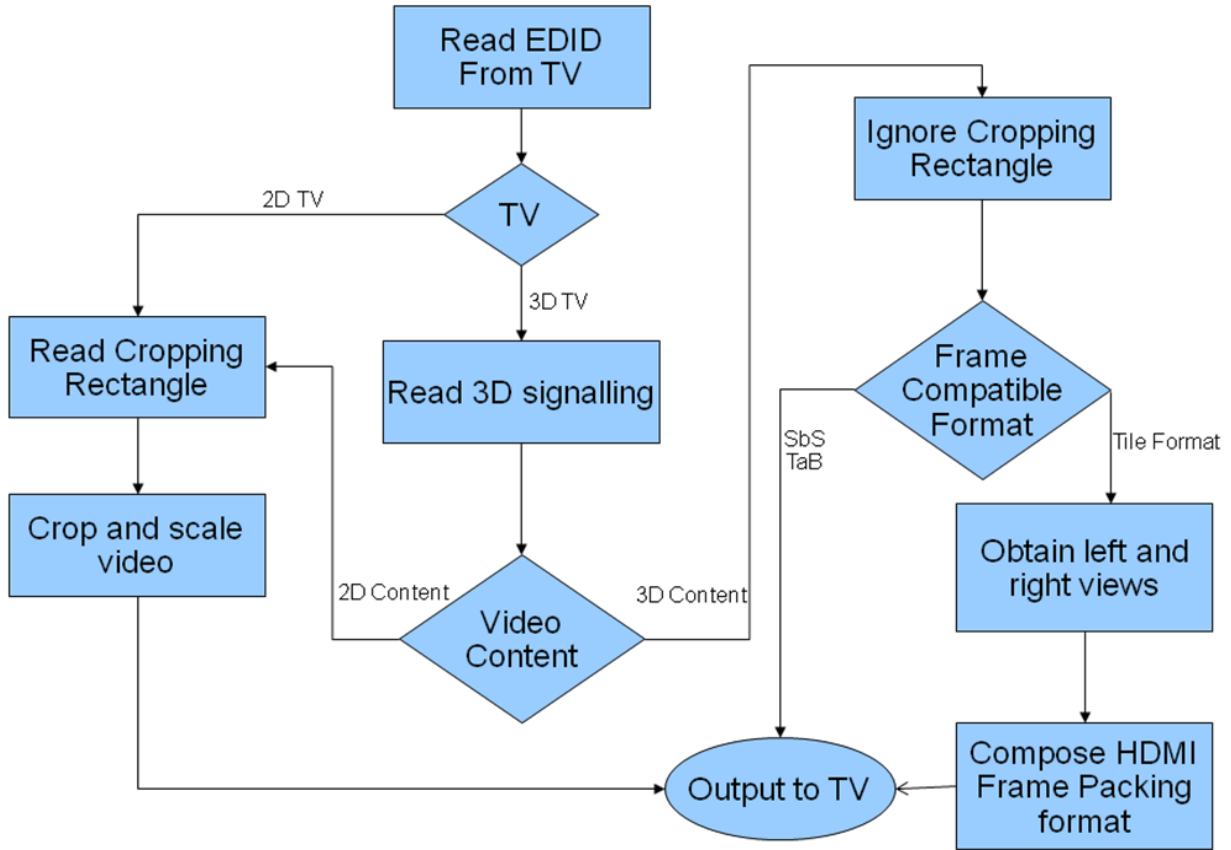 Read EDID
From TV
Ignore Cropping
Rectangle
2D TV
TV
3D TV
Read Cropping
Rectangle
Read 3D signalling
Frame
Compatible
Format
SbS
TaB
Tile Format
Crop and scale
video
Obtain left and
right views
2D Content
3D Content
Video
Content
Output to TV
Compose HDMI
Frame Packing
format